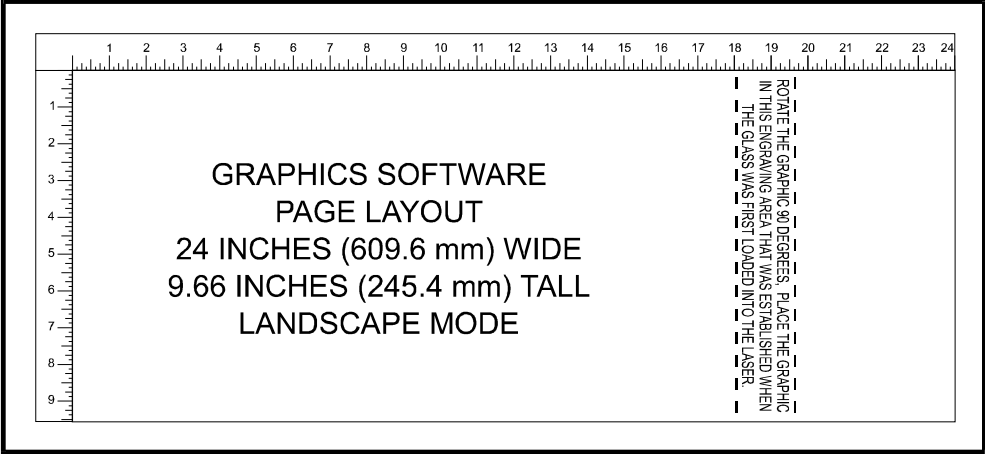 1 2 3 4 5 6 7 8 9 10 11 12 13 14 15 16 17 18 19 20 21 22 23 24
1
2
3
4
5
6
7
8
9
GRAPHICS SOFTWARE
PAGE LAYOUT
24 INCHES (609.6 mm) WIDE
9.66 INCHES (245.4 mm) TALL
LANDSCAPE MODE
ROTATE THE GRAPHIC 90 DEGREES, PLACE THE GRAPHIC
IN THIS ENGRAVING AREA THAT WAS ESTABLISHED WHEN
THE GLASS WAS FIRST LOADED INTO THE LASER.